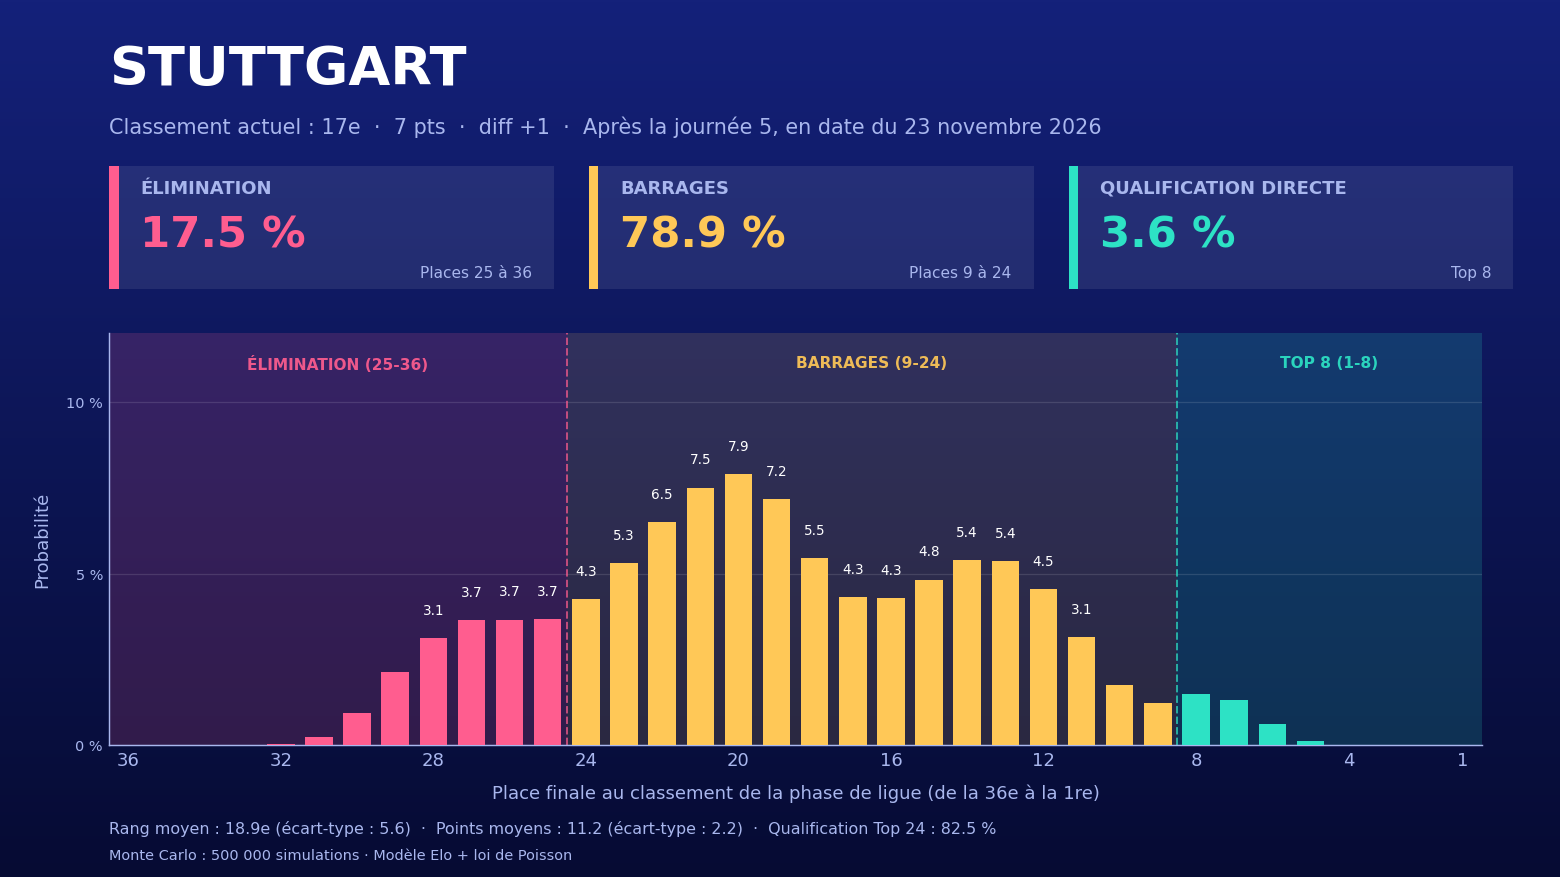 STUTTGART
Classement actuel : 17e · 7 pts · diff +1 · Après la journée 5, en date du 23 novembre 2026
ÉLIMINATION
17.5 %
Places 25 à 36
BARRAGES
78.9 %
Places 9 à 24
QUALIFICATION DIRECTE
3.6 %
Top 8
ÉLIMINATION (25-36)
BARRAGES (9-24)
TOP 8 (1-8)
Probabilité
10 %
5 %
0 %
3.1
3.7
3.7
3.7
4.3
5.3
6.5
7.5
7.9
7.2
5.5
4.3
4.3
4.8
5.4
5.4
4.5
3.1
36 32 28 24 20 16 12 8 4 1
Place finale au classement de la phase de ligue (de la 36e à la 1re)
Rang moyen : 18.9e (écart-type : 5.6) · Points moyens : 11.2 (écart-type : 2.2) · Qualification Top 24 : 82.5 %
Monte Carlo : 500 000 simulations · Modèle Elo + loi de Poisson